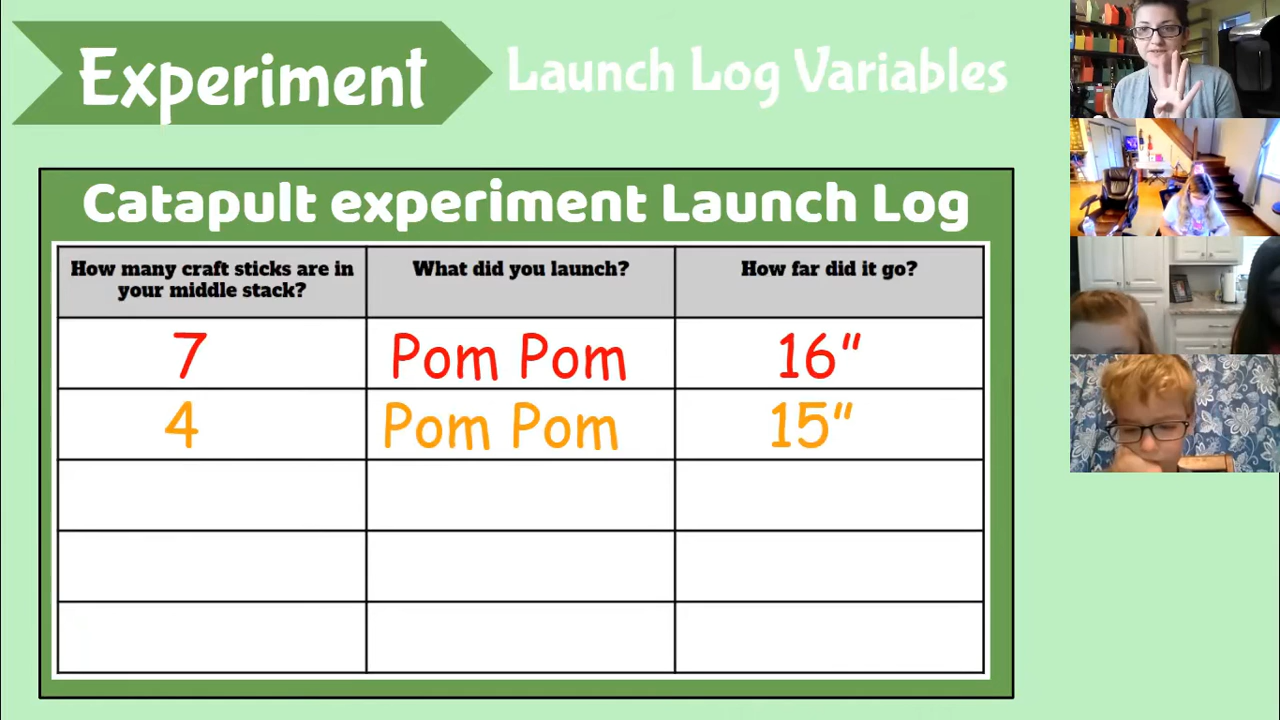 Experiment
Launch Log Variables
Catapult experiment Launch Log
How many craft sticks are in
your middle stack?
What did you launch?
How far did it go?
7
Pom Pom
16"
4
Pom Pom
15"